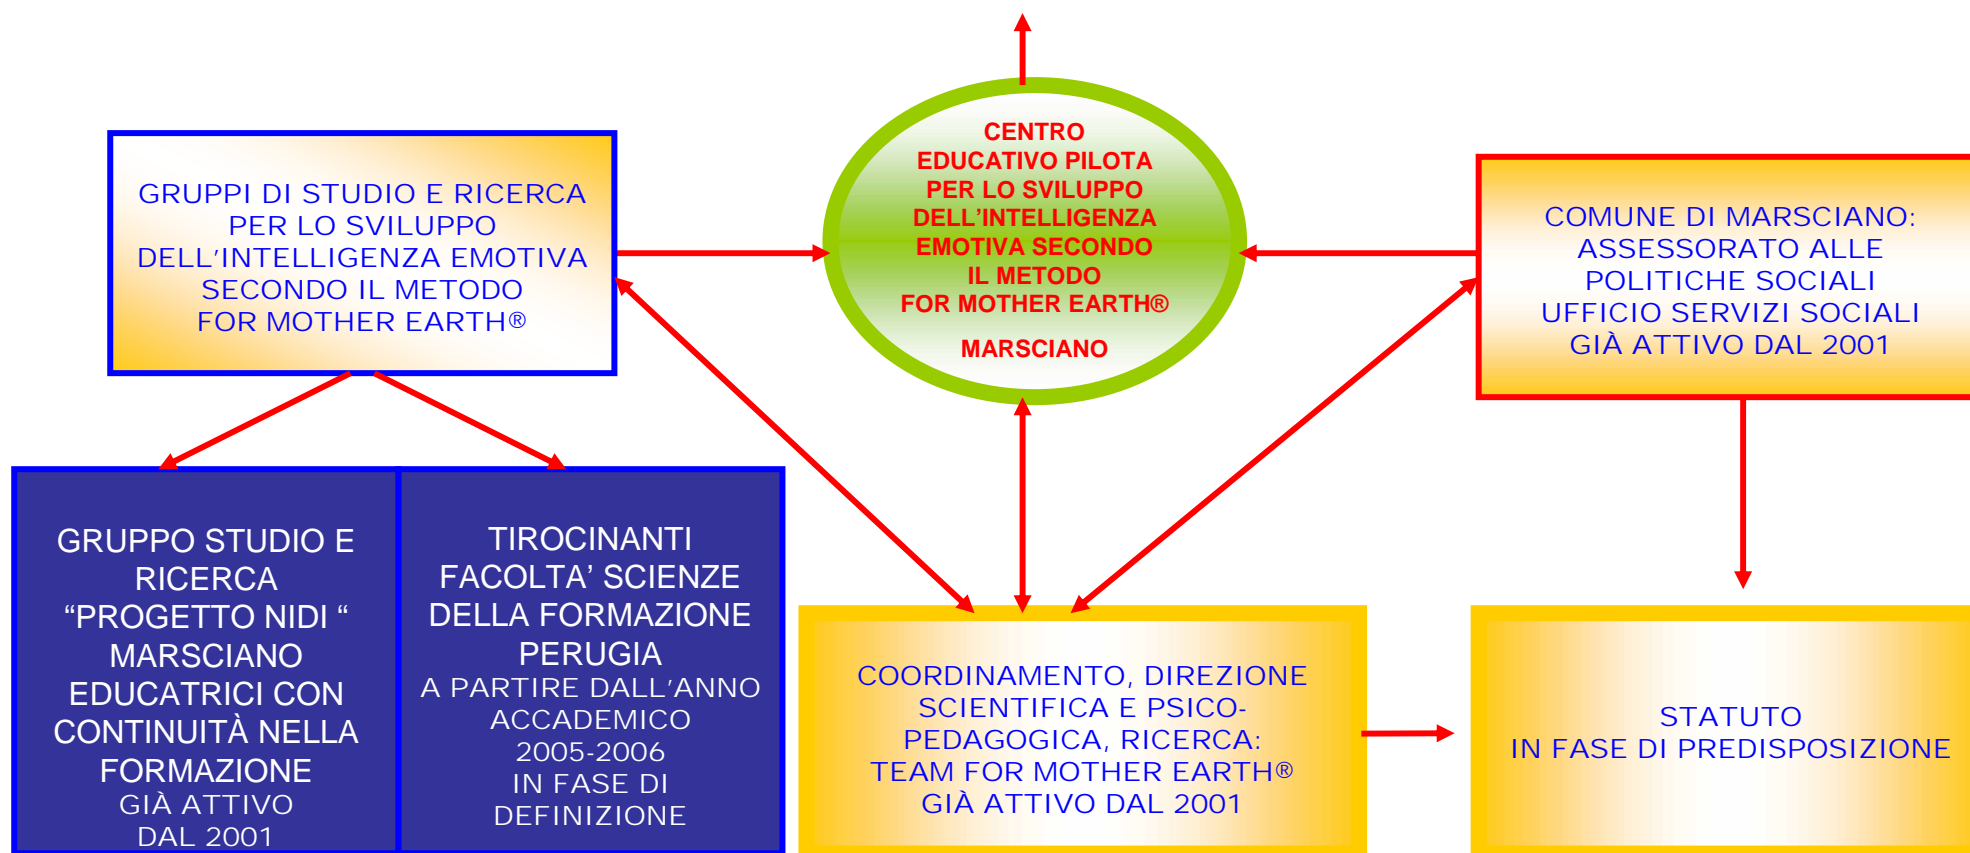 CENTRO
EDUCATIVO PILOTA
PER LO SVILUPPO
DELL'INTELLIGENZA
EMOTIVA SECONDO
IL METODO
FOR MOTHER EARTH®
MARSCIANO
GRUPPI DI STUDIO E RICERCA
PER LO SVILUPPO
DELL'INTELLIGENZA EMOTIVA
SECONDO IL METODO
FOR MOTHER EARTH®
COMUNE DI MARSCIANO:
ASSESSORATO ALLE
POLITICHE SOCIALI
UFFICIO SERVIZI SOCIALI
GIÀ ATTIVO DAL 2001
GRUPPO STUDIO E
RICERCA
“PROGETTO NIDI “
MARSCIANO
EDUCATRICI CON
CONTINUITÀ NELLA
FORMAZIONE
GIÀ ATTIVO
DAL 2001
TIROCINANTI
FACOLTA’ SCIENZE
DELLA FORMAZIONE
PERUGIA
A PARTIRE DALL’ANNO
ACCADEMICO
2005-2006
IN FASE DI
DEFINIZIONE
COORDINAMENTO, DIREZIONE
SCIENTIFICA E PSICO-
PEDAGOGICA, RICERCA:
TEAM FOR MOTHER EARTH®
GIÀ ATTIVO DAL 2001
STATUTO
IN FASE DI PREDISPOSIZIONE